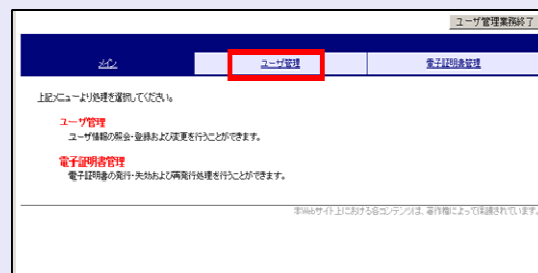 ユーザ管理業務終了
メイン
ユーザ管理
電子証明書管理
上記メニューより処理を選択してください。
ユーザ管理
ユーザ情報の照会・登録および変更を行うことができます。
電子証明書管理
電子証明書の発行・失効および再発行処理を行うことができます。
本Webサイト上における各コンテンツは、著作権によって保護されています。